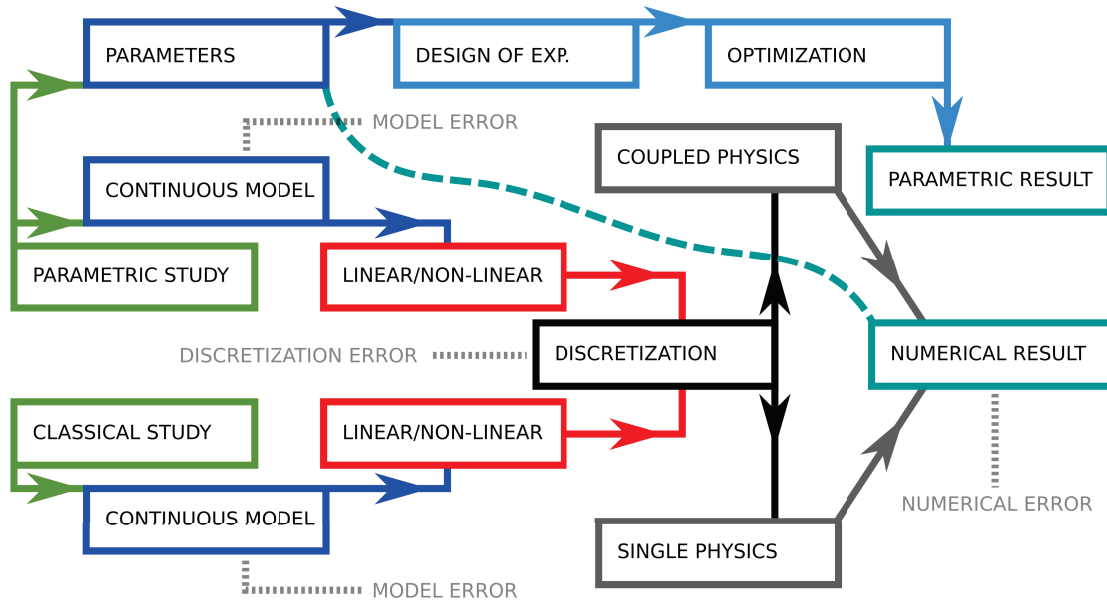 PARAMETERS
DESIGN OF EXP.
OPTIMIZATION
MODEL ERROR
COUPLED PHYSICS
PARAMETRIC RESULT
CONTINUOUS MODEL
PARAMETRIC STUDY
LINEAR/NON-LINEAR
DISCRETIZATION ERROR
DISCRETIZATION
NUMERICAL RESULT
CLASSICAL STUDY
LINEAR/NON-LINEAR
NUMERICAL ERROR
CONTINUOUS MODEL
SINGLE PHYSICS
MODEL ERROR